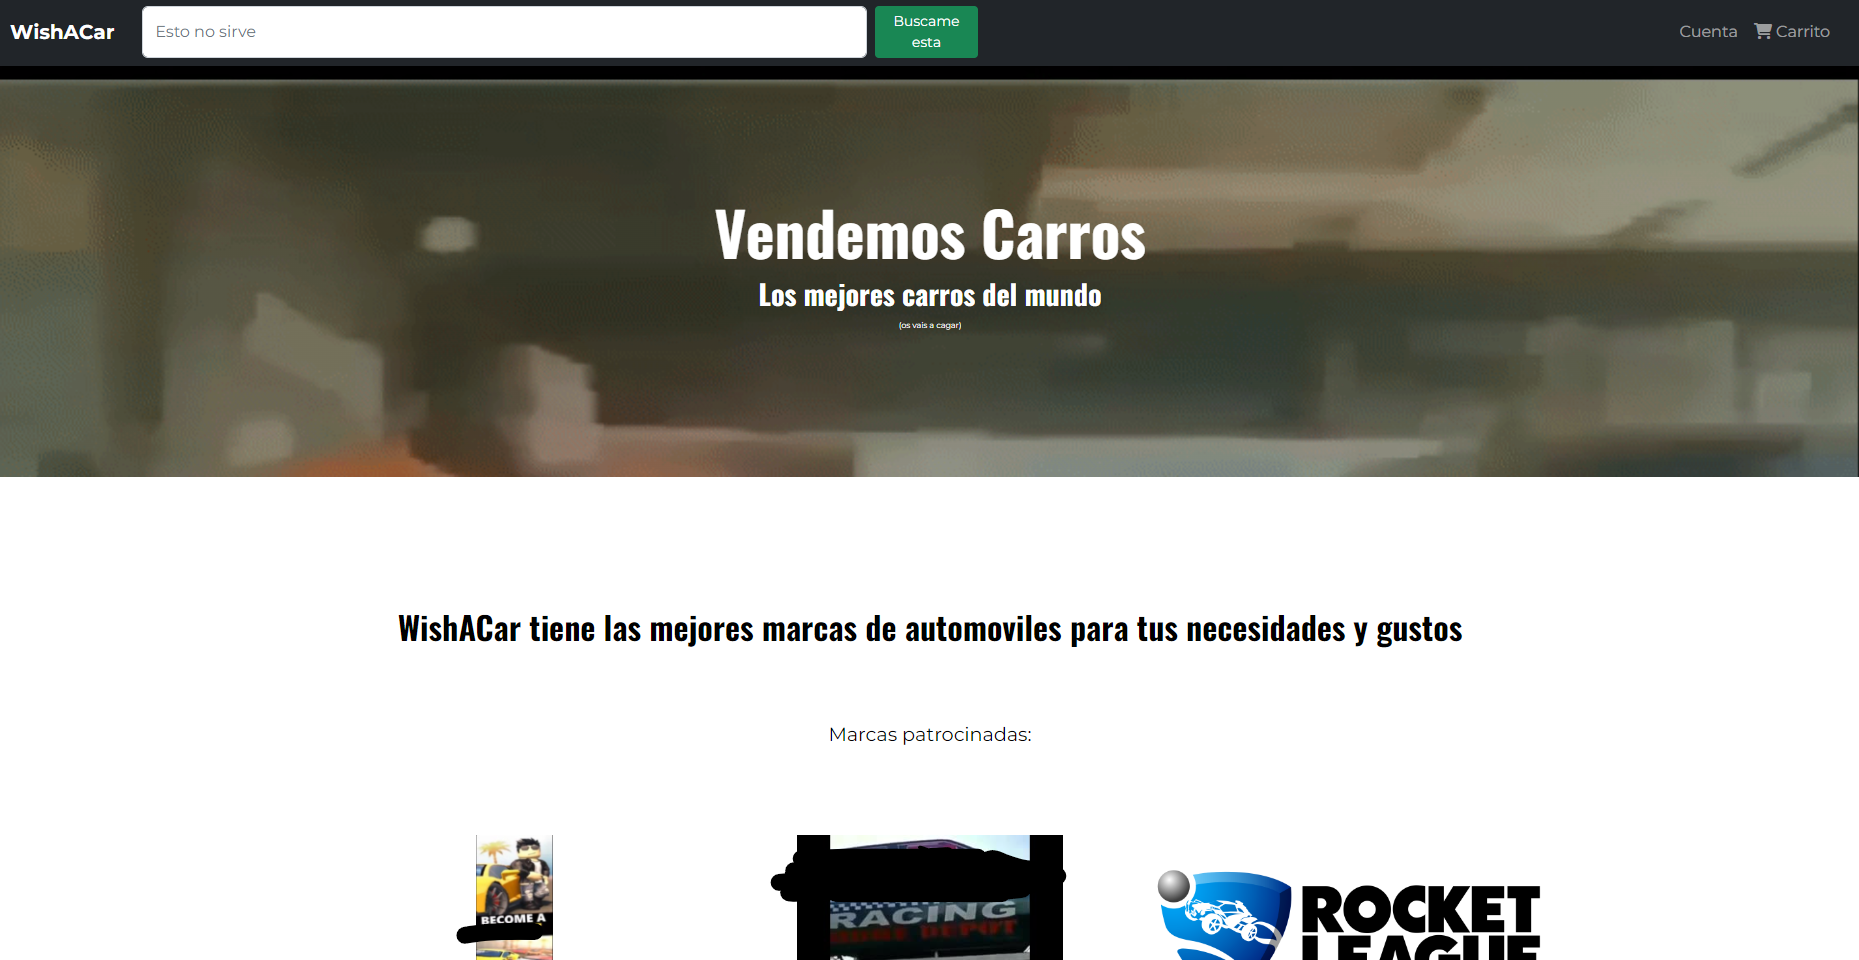 WishACar
Esto no sirve
Buscame
esta
Cuenta
Carrito
Vendemos Carros
Los mejores carros del mundo
(os vais a cagar)
WishACar tiene las mejores marcas de automoviles para tus necesidades y gustos
Marcas patrocinadas:
BECOME A
RACING
DEPOT
ROCKET
LEAGUE